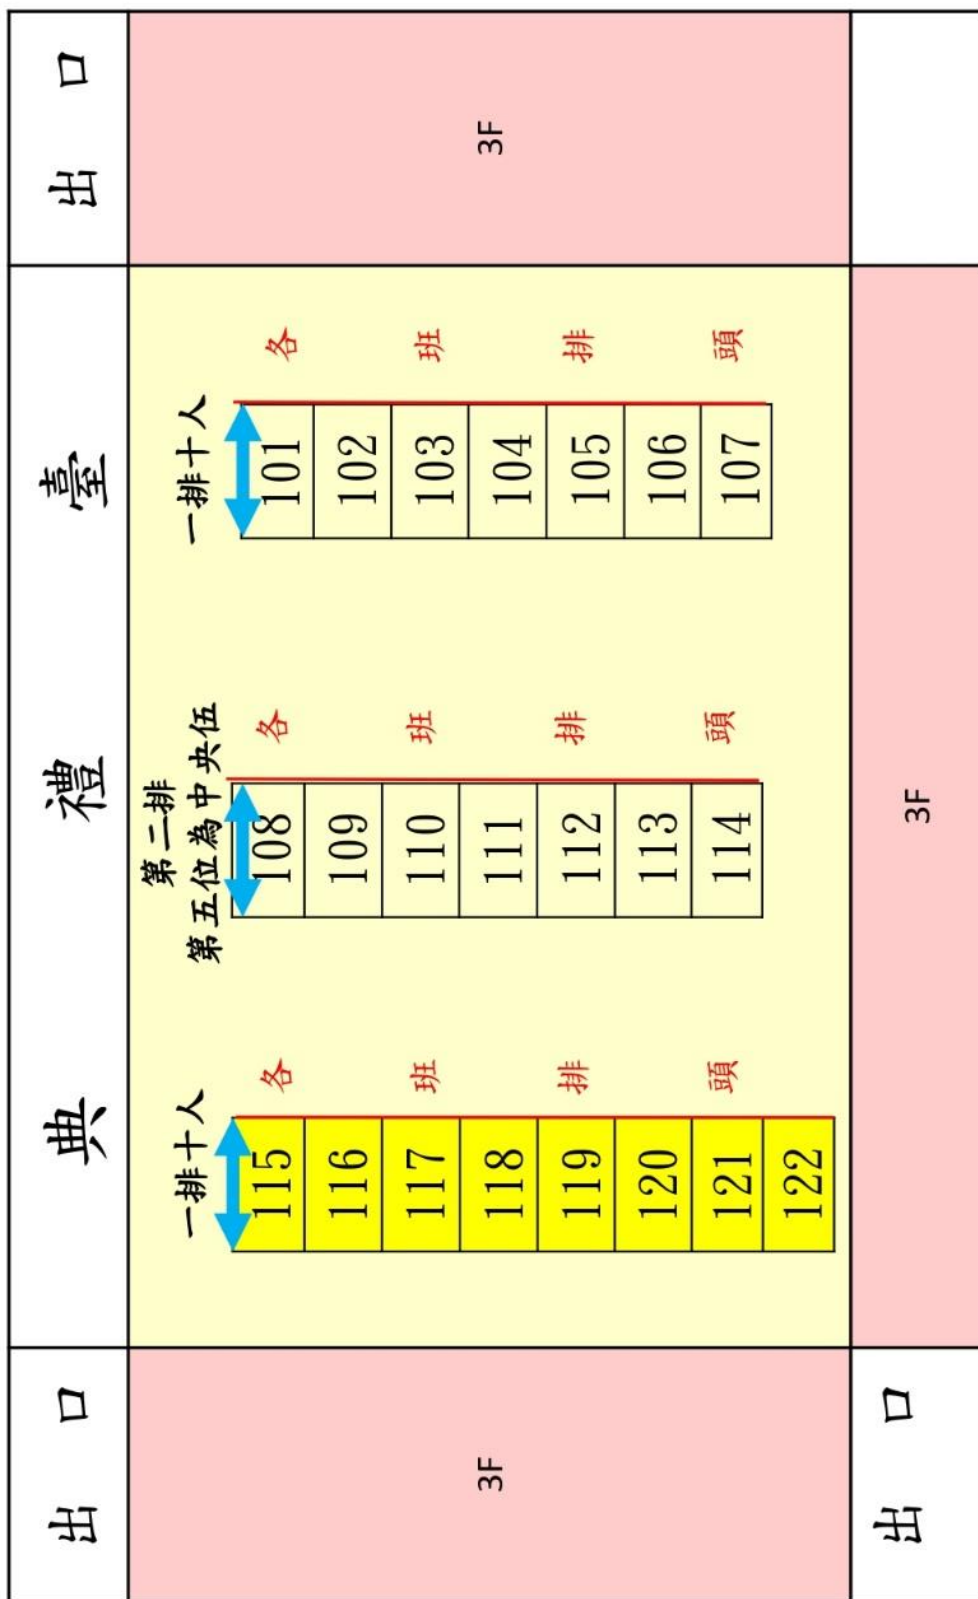 出 口
典 禮 臺
出 口
3F
一排十人
115
116
117
118
119
120
121
122
各班排頭
第二排
第五位為中央伍
108
109
110
111
112
113
114
各班排頭
一排十人
101
102
103
104
105
106
107
各班排頭
3F
出 口
3F